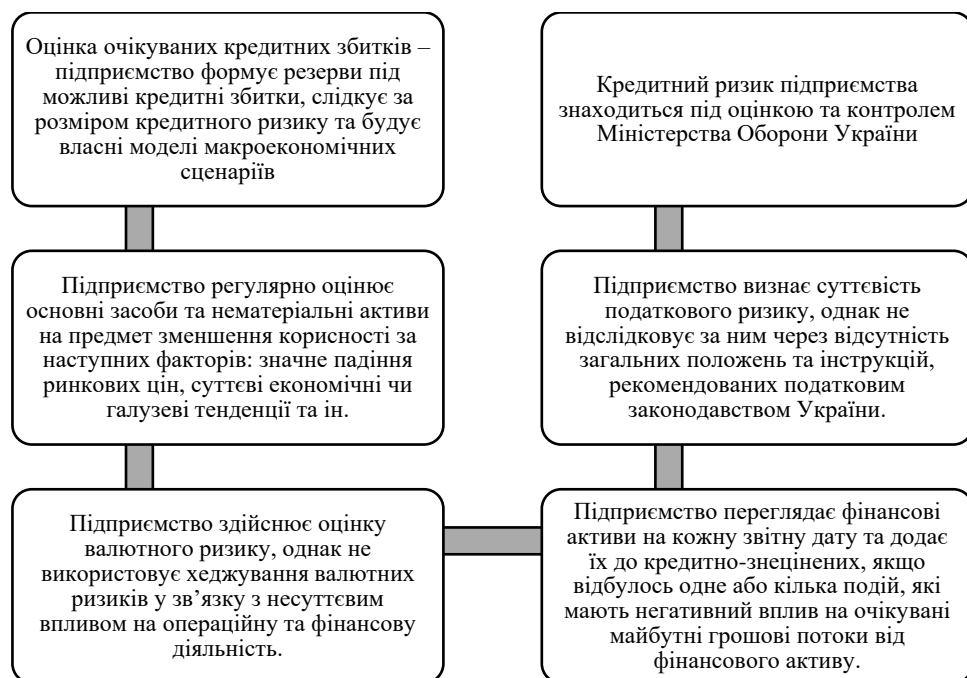 Оцінка очікуваних кредитних збитків –
підприємство формує резерви під
можливі кредитні збитки, слідкує за
розміром кредитного ризику та будує
власні моделі макроекономічних
сценаріїв
Підприємство регулярно оцінює
основні засоби та нематеріальні активи
на предмет зменшення корисності за
наступних факторів: значне падіння
ринкових цін, суттєві економічні чи
галузеві тенденції та ін.
Підприємство здійснює оцінку
валютного ризику, однак не
використовує хеджування валютних
ризиків у зв’язку з несуттєвим
впливом на операційну та фінансову
діяльність.
Підприємство переглядає фінансові
активи на кожну звітну дату та додає
їх до кредитно-знецінених, якщо
відбулось одне або кілька подій, які
мають негативний вплив на очікувані
майбутні грошові потоки від
фінансового активу.
Підприємство визнає суттєвість
податкового ризику, однак не
відслідковує за ним через відсутність
загальних положень та інструкцій,
рекомендованих податковим
законодавством України.
Кредитний ризик підприємства
знаходиться під оцінкою та контролем
Міністерства Оборони України